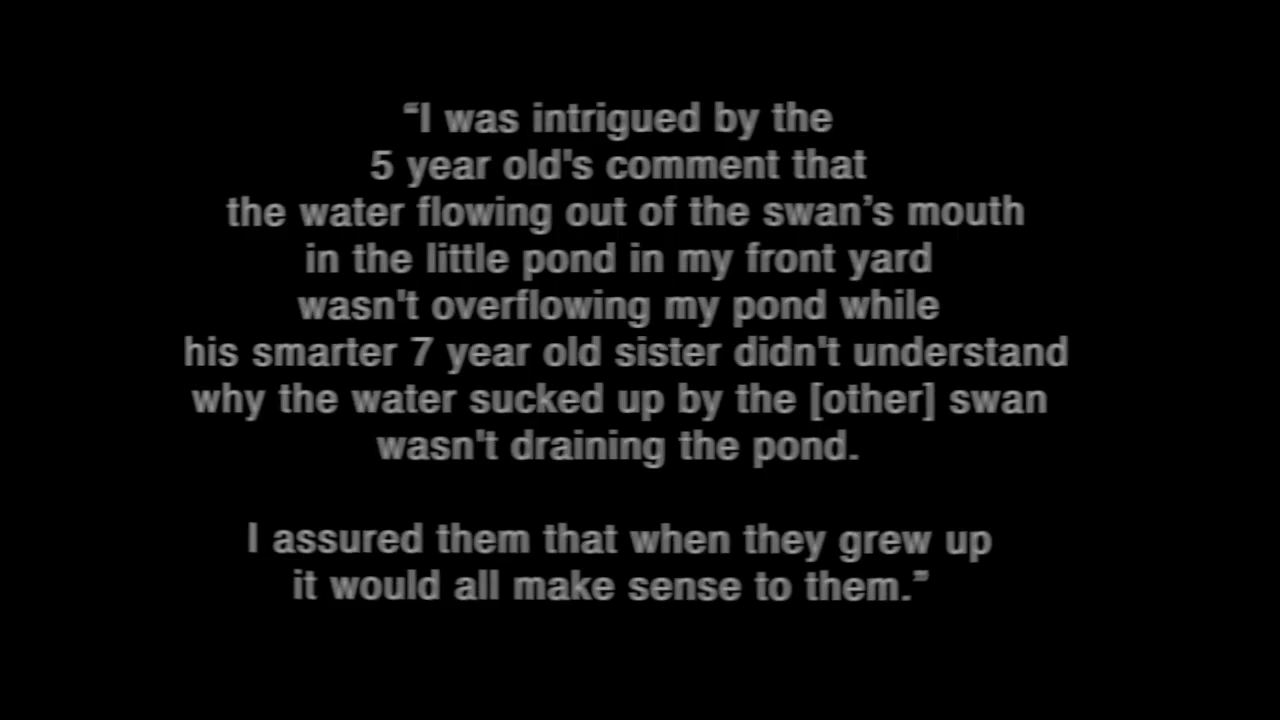 “I was intrigued by the
5 year old's comment that
the water flowing out of the swan’s mouth
in the little pond in my front yard
wasn't overflowing my pond while
his smarter 7 year old sister didn't understand
why the water sucked up by the [other] swan
wasn't draining the pond.
I assured them that when they grew up
it would all make sense to them.”